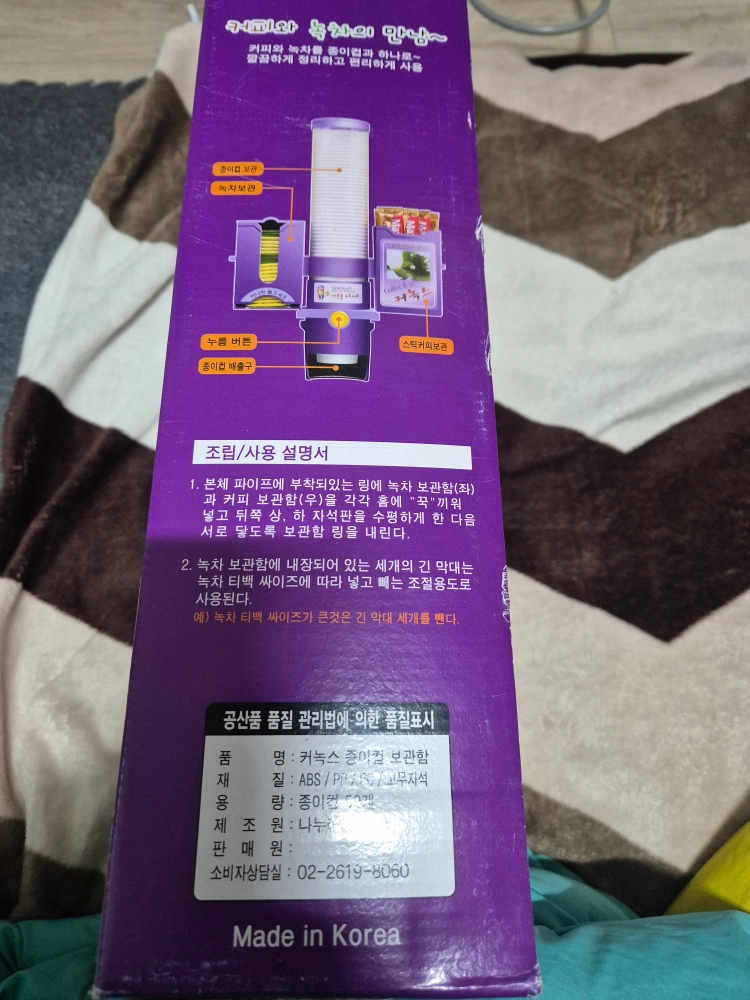 커피와 녹차의 만남~
커피와 녹차를 종이컵과 하나로~
깔끔하게 정리하고 편리하게 사용
종이컵 보관
녹차보관
커녹스
누름 버튼
스틱커피보관
종이컵 배출구
조립/사용 설명서
1. 본체 파이프에 부착되있는 링에 녹차 보관함(좌)
과 커피 보관함(우)을 각각 홈에 "꾹"끼워
넣고 뒤쪽 상, 하 자석판을 수평하게 한 다음
서로 닿도록 보관함 링을 내린다.
2. 녹차 보관함에 내장되어 있는 세개의 긴 막대는
녹차 티백 싸이즈에 따라 넣고 빼는 조절용도로
사용된다.
예) 녹차 티백 싸이즈가 큰것은 긴 막대 세개를 뺀다.
공산품 품질 관리법에 의한 품질표시
품 명 : 커녹스 종이컵 보관함
재 질 : ABS / PP / PC / 고무자석
용 량 : 종이컵 50개
제 조 원 :
판 매 원 :
소비자상담실 : 02-2619-8060
Made in Korea